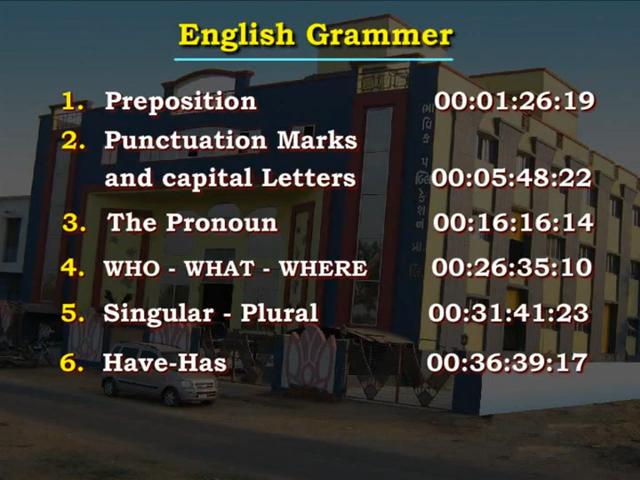 English Grammer
1. Preposition 00:01:26:19
2. Punctuation Marks
and capital Letters 00:05:48:22
3. The Pronoun 00:16:16:14
4. WHO - WHAT - WHERE 00:26:35:10
5. Singular - Plural 00:31:41:23
6. Have-Has 00:36:39:17